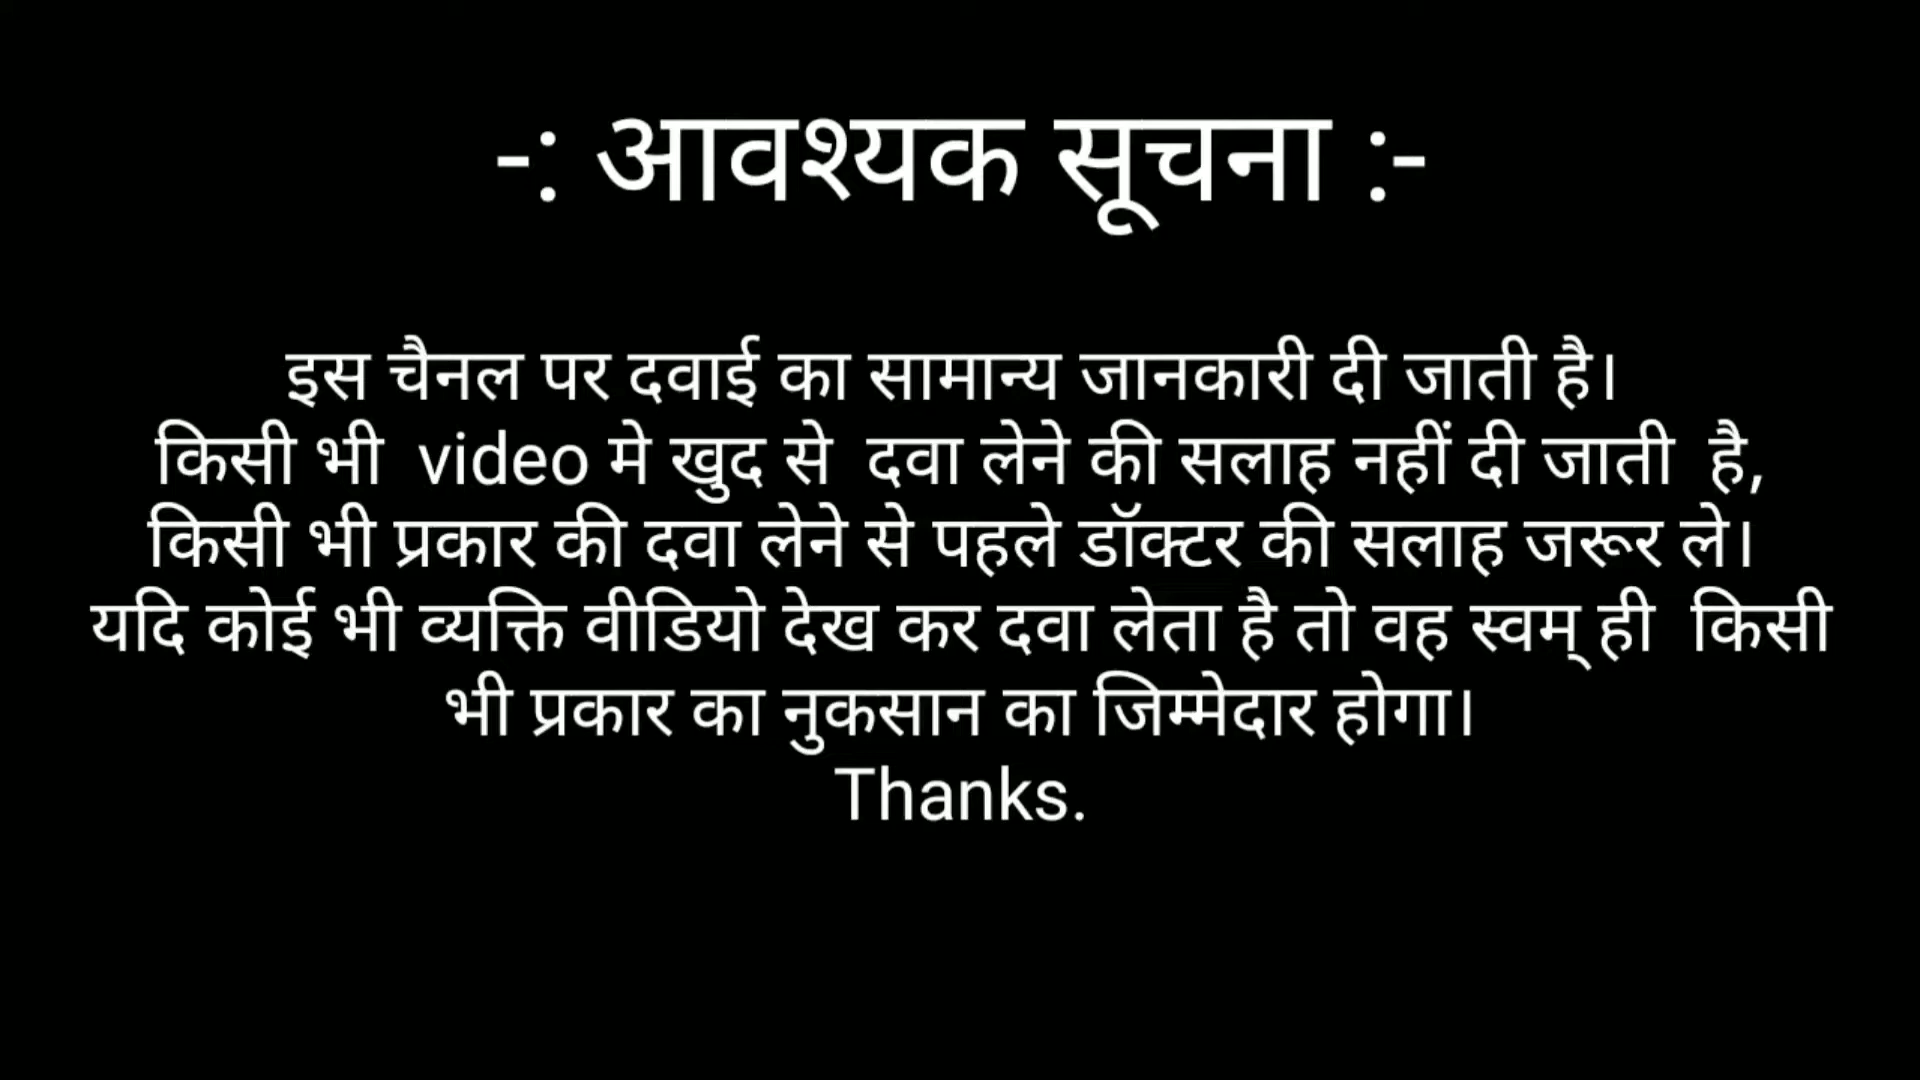 -: आवश्यक सूचना :-
इस चैनल पर दवाई का सामान्य जानकारी दी जाती है।
किसी भी video मे खुद से दवा लेने की सलाह नहीं दी जाती है,
किसी भी प्रकार की दवा लेने से पहले डॉक्टर की सलाह जरूर ले।
यदि कोई भी व्यक्ति वीडियो देख कर दवा लेता है तो वह स्वम् ही किसी
भी प्रकार का नुकसान का जिम्मेदार होगा।
Thanks.